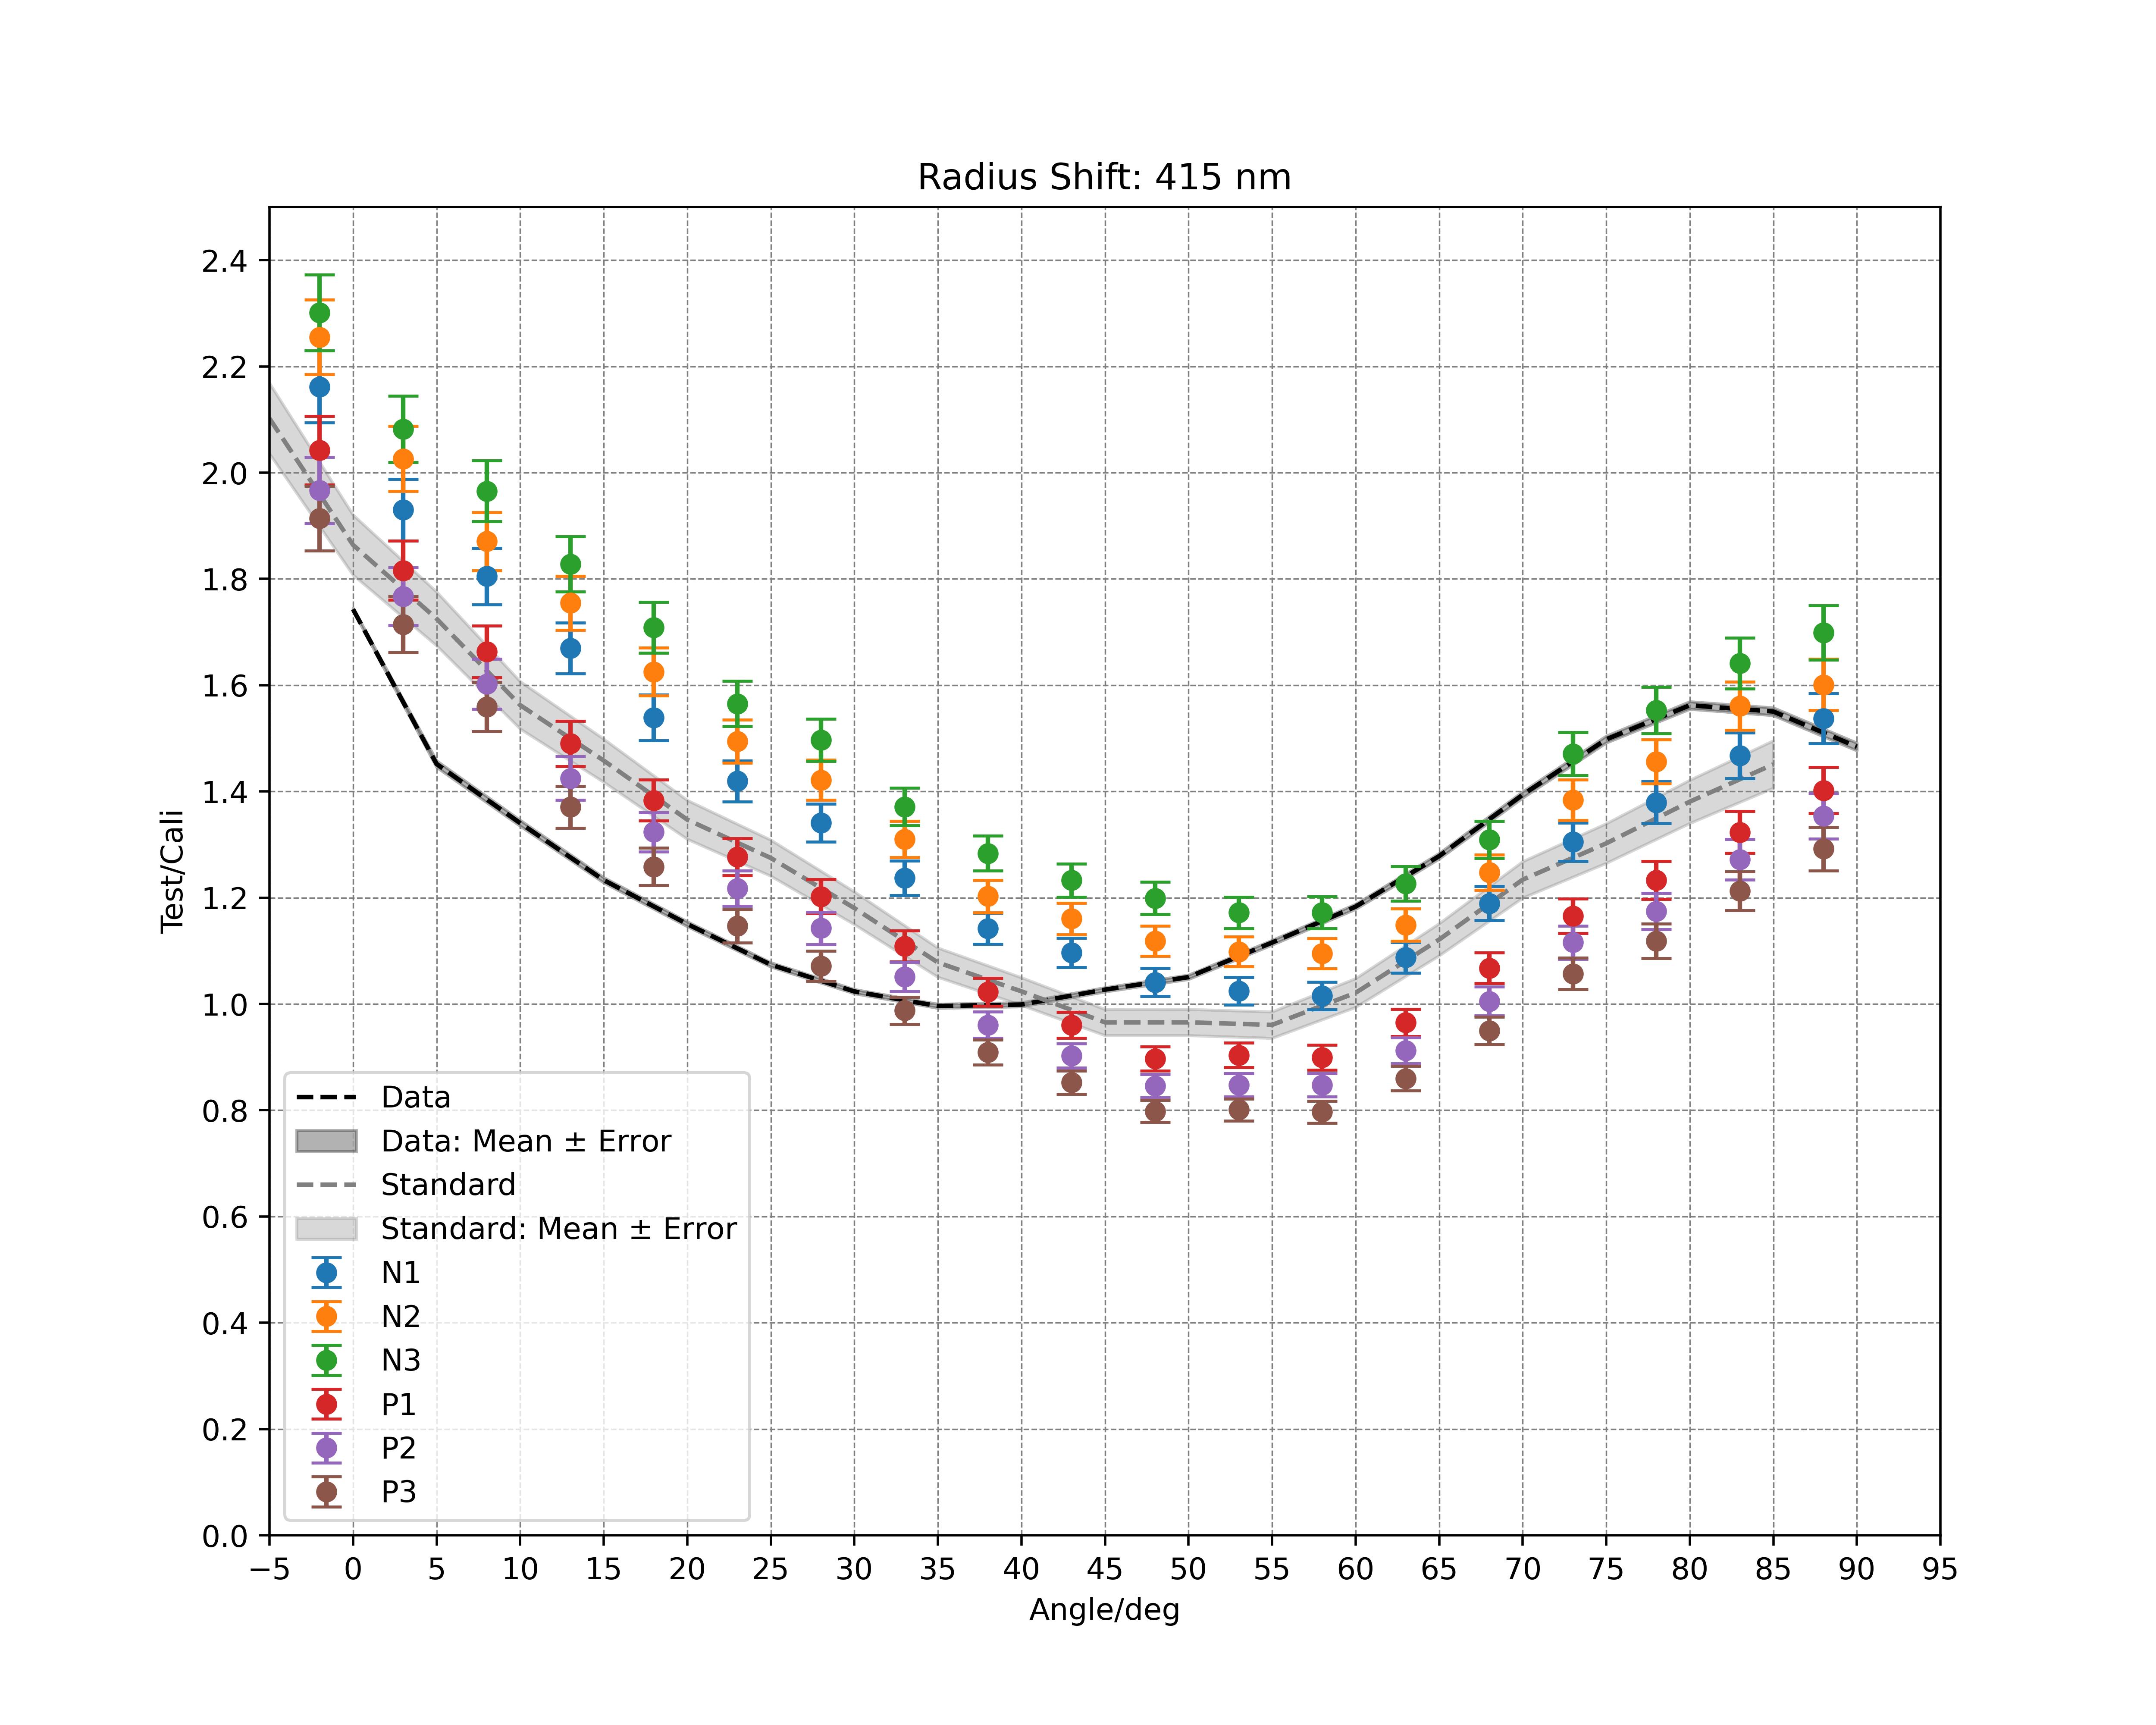 Radius Shift: 415 nm
2.4
2.2
2.0
1.8
1.6
1.4
1.2
1.0
0.8
0.6
0.4
0.2
0.0
Test/Cali
Data
Data: Mean ± Error
Standard
Standard: Mean ± Error
N1
N2
N3
P1
P2
P3
−5 0 5 10 15 20 25 30 35 40 45 50 55 60 65 70 75 80 85 90 95
Angle/deg